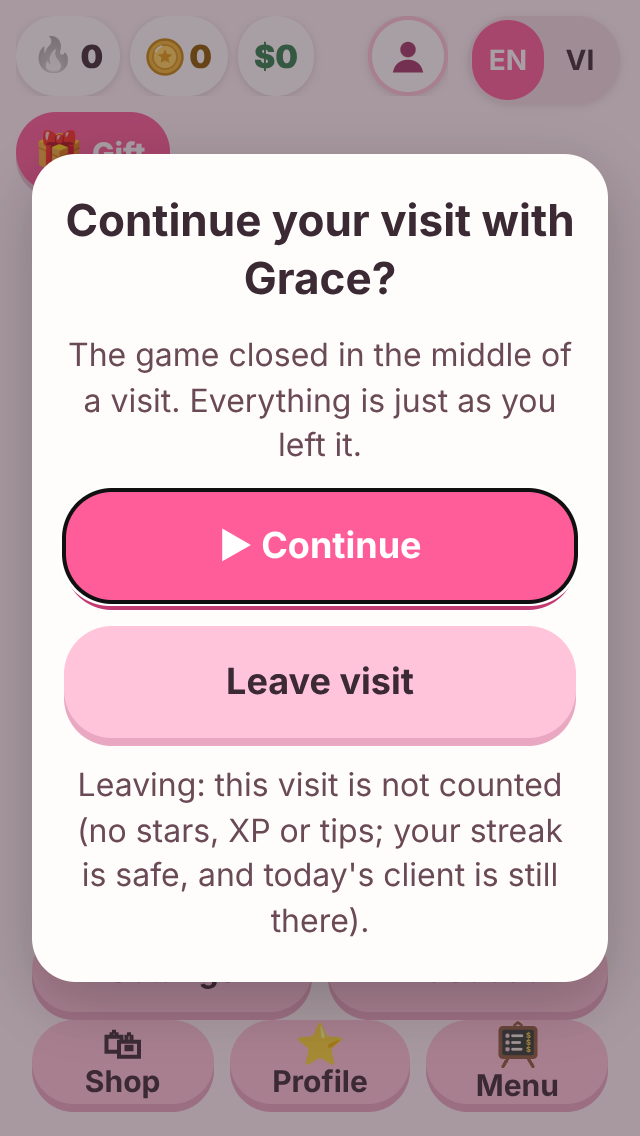 0
0
$0
EN
VI
Continue your visit with
Grace?
The game closed in the middle of
a visit. Everything is just as you
left it.
▶ Continue
Leave visit
Leaving: this visit is not counted
(no stars, XP or tips; your streak
is safe, and today's client is still
there).
Shop
Profile
Menu